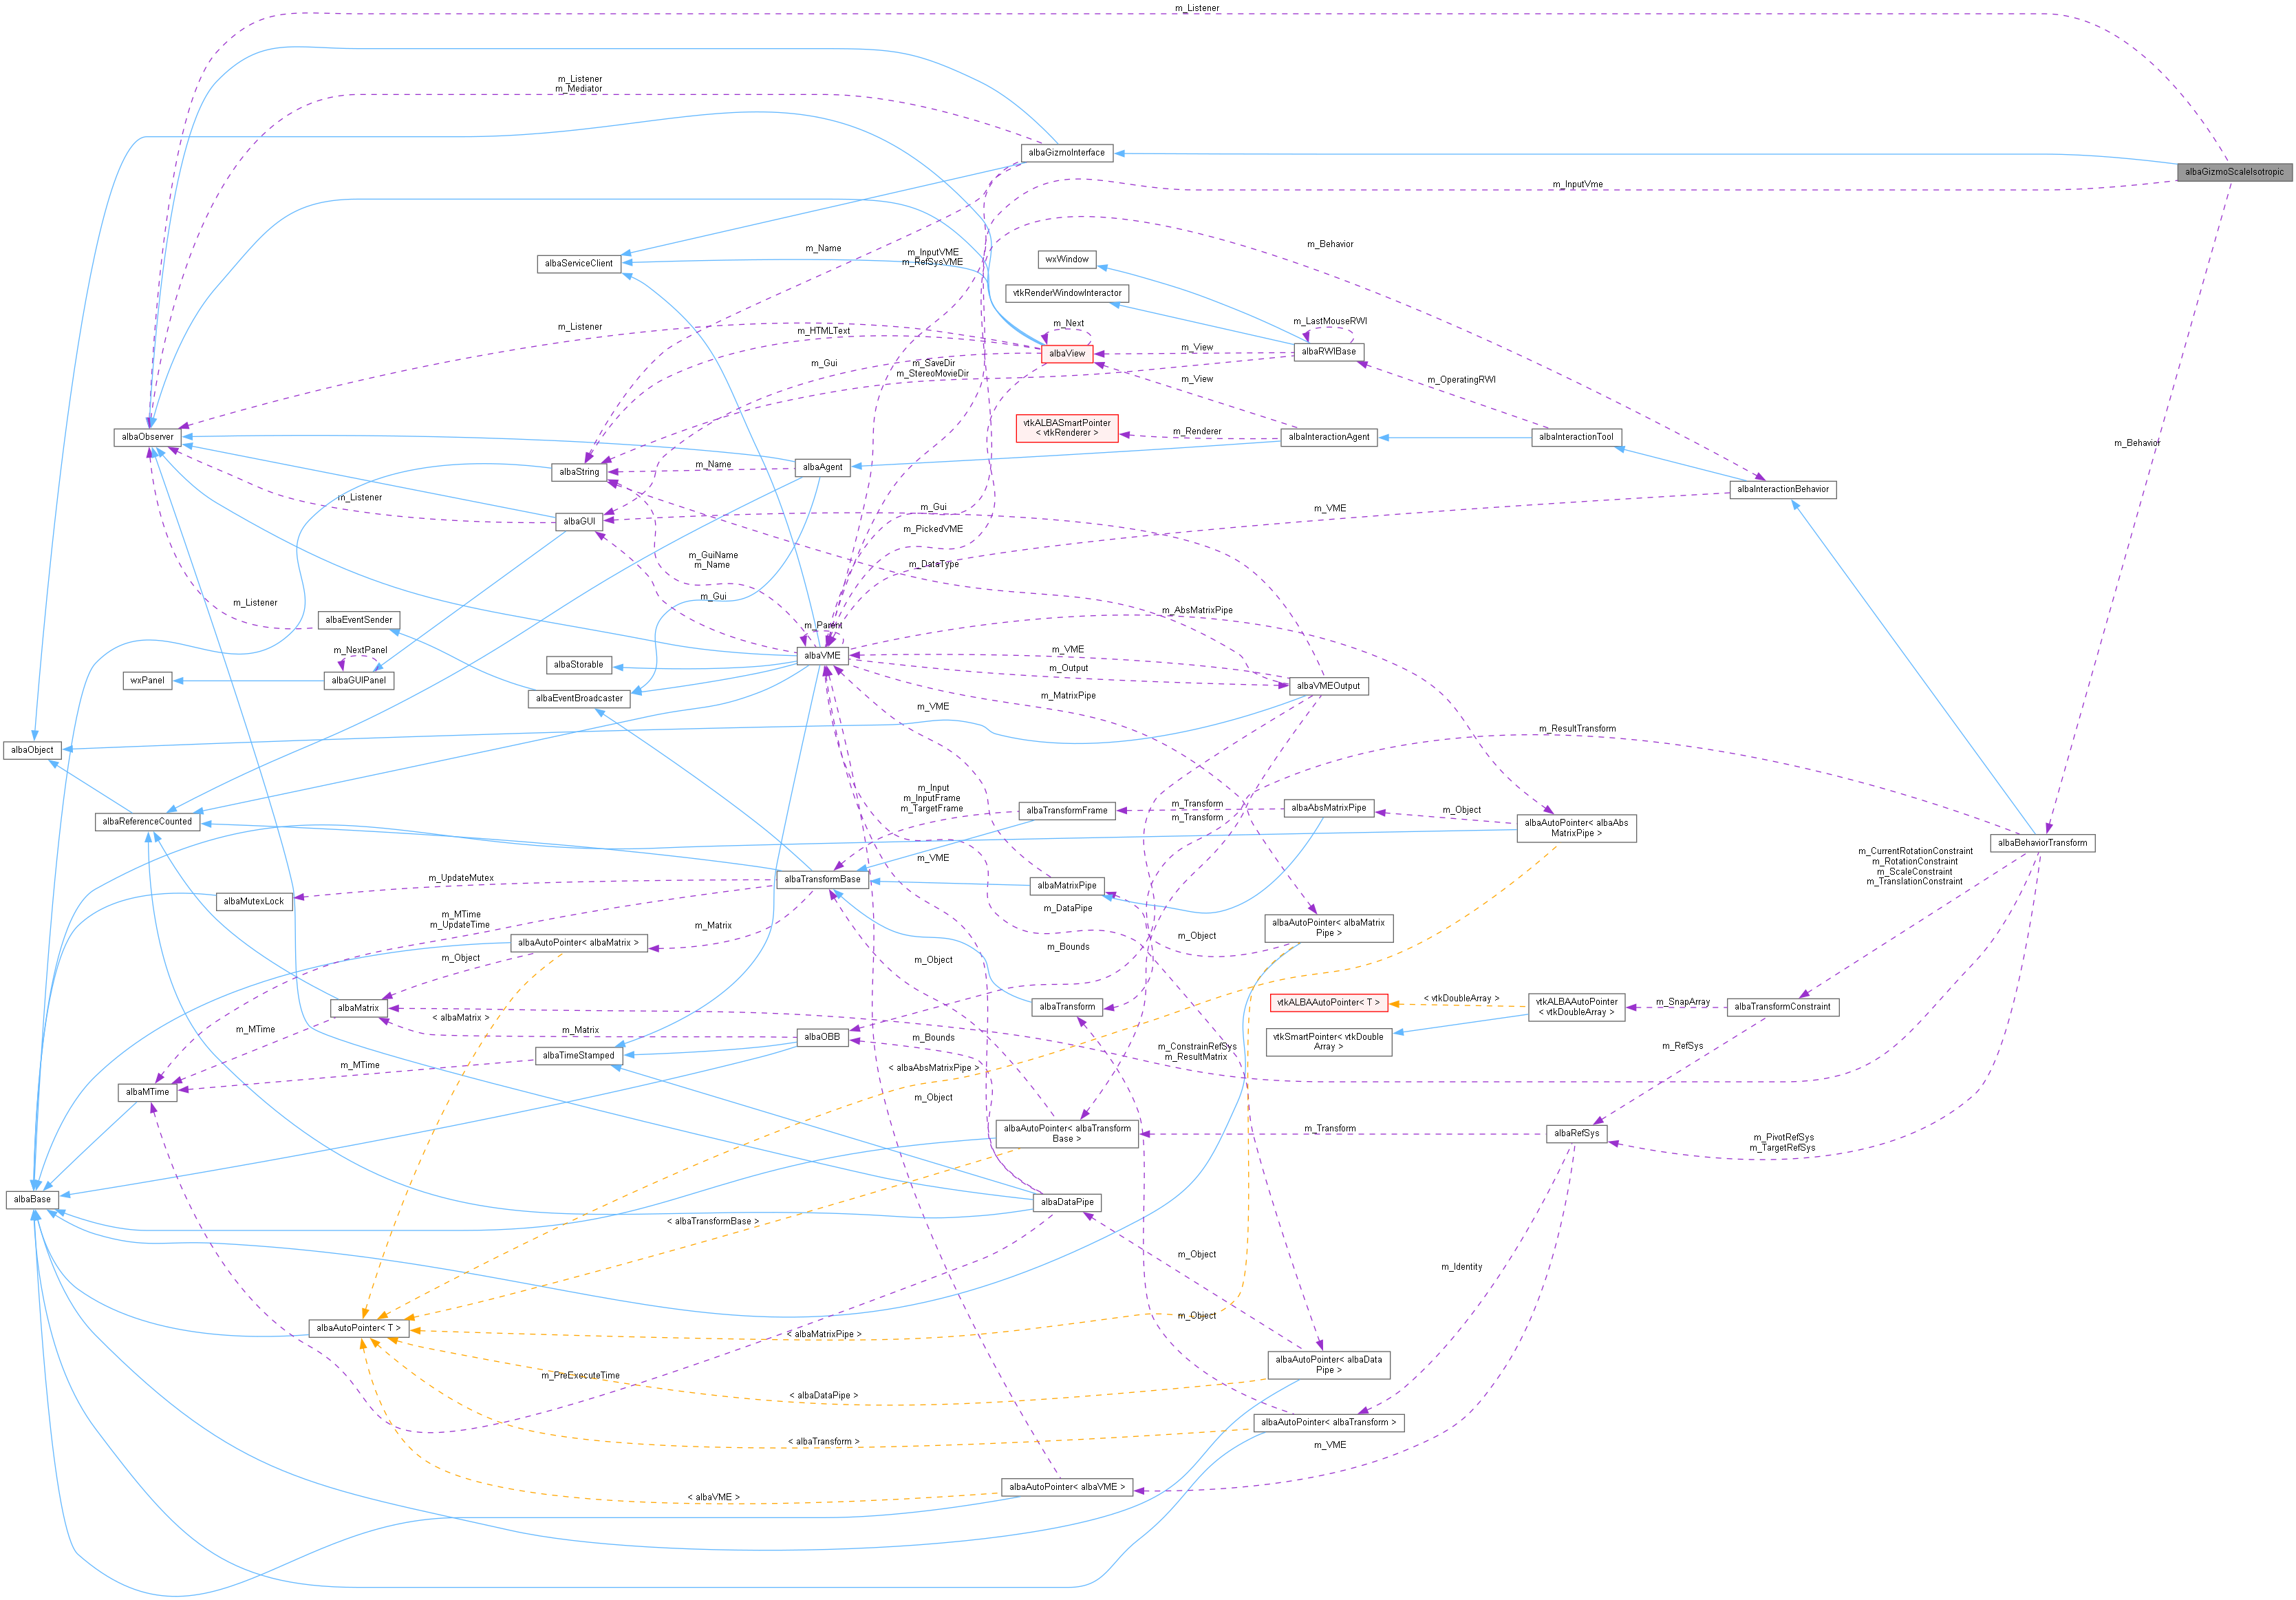 m_Listener
m_Listener
m_Mediator
albaGizmoInterface
albaGizmoScaleIsotropic
m_InputVme
m_Name
m_InputVME
m_RefSysVME
m_Behavior
albaServiceClient
wxWindow
vtkRenderWindowInteractor
m_Listener
m_HTMLText
m_Next
m_LastMouseRWI
albaView
m_View
albaRWIBase
m_Gui
m_SaveDir
m_StereoMovieDir
m_View
m_OperatingRWI
vtkALBASmartPointer
< vtkRenderer >
m_Renderer
albaInteractionAgent
albaInteractionTool
m_Behavior
albaObserver
albaString
m_Name
albaAgent
albaInteractionBehavior
m_Listener
albaGUI
m_Gui
m_PickedVME
m_VME
m_GuiName
m_Name
m_DataType
m_Gui
m_Listener
albaEventSender
m_AbsMatrixPipe
m_Parent
m_NextPanel
albaVME
m_VME
m_Output
albaStorable
wxPanel
albaGUIPanel
albaEventBroadcaster
albaVMEOutput
m_MatrixPipe
m_VME
m_ResultTransform
albaObject
m_Input
m_InputFrame
m_TargetFrame
albaTransformFrame
m_Transform
m_Transform
albaAbsMatrixPipe
m_Object
albaAutoPointer< albaAbs
MatrixPipe >
albaReferenceCounted
albaBehaviorTransform
m_VME
m_CurrentRotationConstraint
m_RotationConstraint
m_ScaleConstraint
m_TranslationConstraint
m_UpdateMutex
albaTransformBase
albaMatrixPipe
albaMutexLock
m_MTime
m_UpdateTime
m_Matrix
m_DataPipe
albaAutoPointer< albaMatrix
Pipe >
m_Object
albaAutoPointer< albaMatrix >
m_Object
m_Object
m_Bounds
albaMatrix
albaTransform
vtkALBAAutoPointer< T >
< vtkDoubleArray >
vtkALBAAutoPointer
< vtkDoubleArray >
m_SnapArray
albaTransformConstraint
< albaMatrix >
m_MTime
m_Matrix
albaOBB
m_Bounds
vtkSmartPointer< vtkDouble
Array >
m_RefSys
albaTimeStamped
m_MTime
m_ConstrainRefSys
m_ResultMatrix
< albaAbsMatrixPipe >
albaMTime
m_Object
albaAutoPointer< albaTransform
Base >
m_Transform
albaRefSys
m_PivotRefSys
m_TargetRefSys
albaBase
albaDataPipe
< albaTransformBase >
m_Object
m_Identity
m_Object
albaAutoPointer< T >
< albaMatrixPipe >
albaAutoPointer< albaData
Pipe >
m_PreExecuteTime
< albaDataPipe >
albaAutoPointer< albaTransform >
< albaTransform >
m_VME
albaAutoPointer< albaVME >
< albaVME >